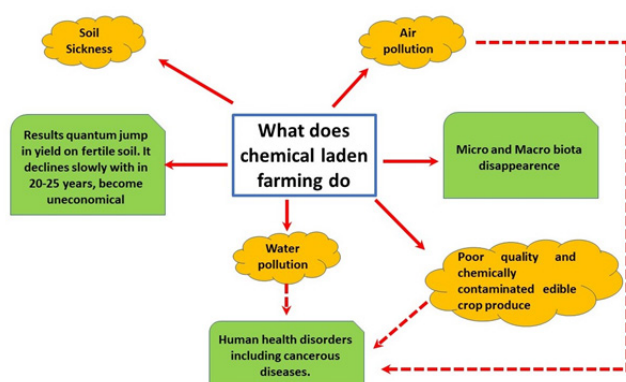 Soil
Sickness
Air
pollution
Results quantum jump
in yield on fertile soil. It
declines slowly with in
20-25 years, become
uneconomical
What does
chemical laden
farming do
Micro and Macro biota
disappearence
Water
pollution
Poor quality and
chemically
contaminated edible
crop produce
Human health disorders
including cancerous
diseases.